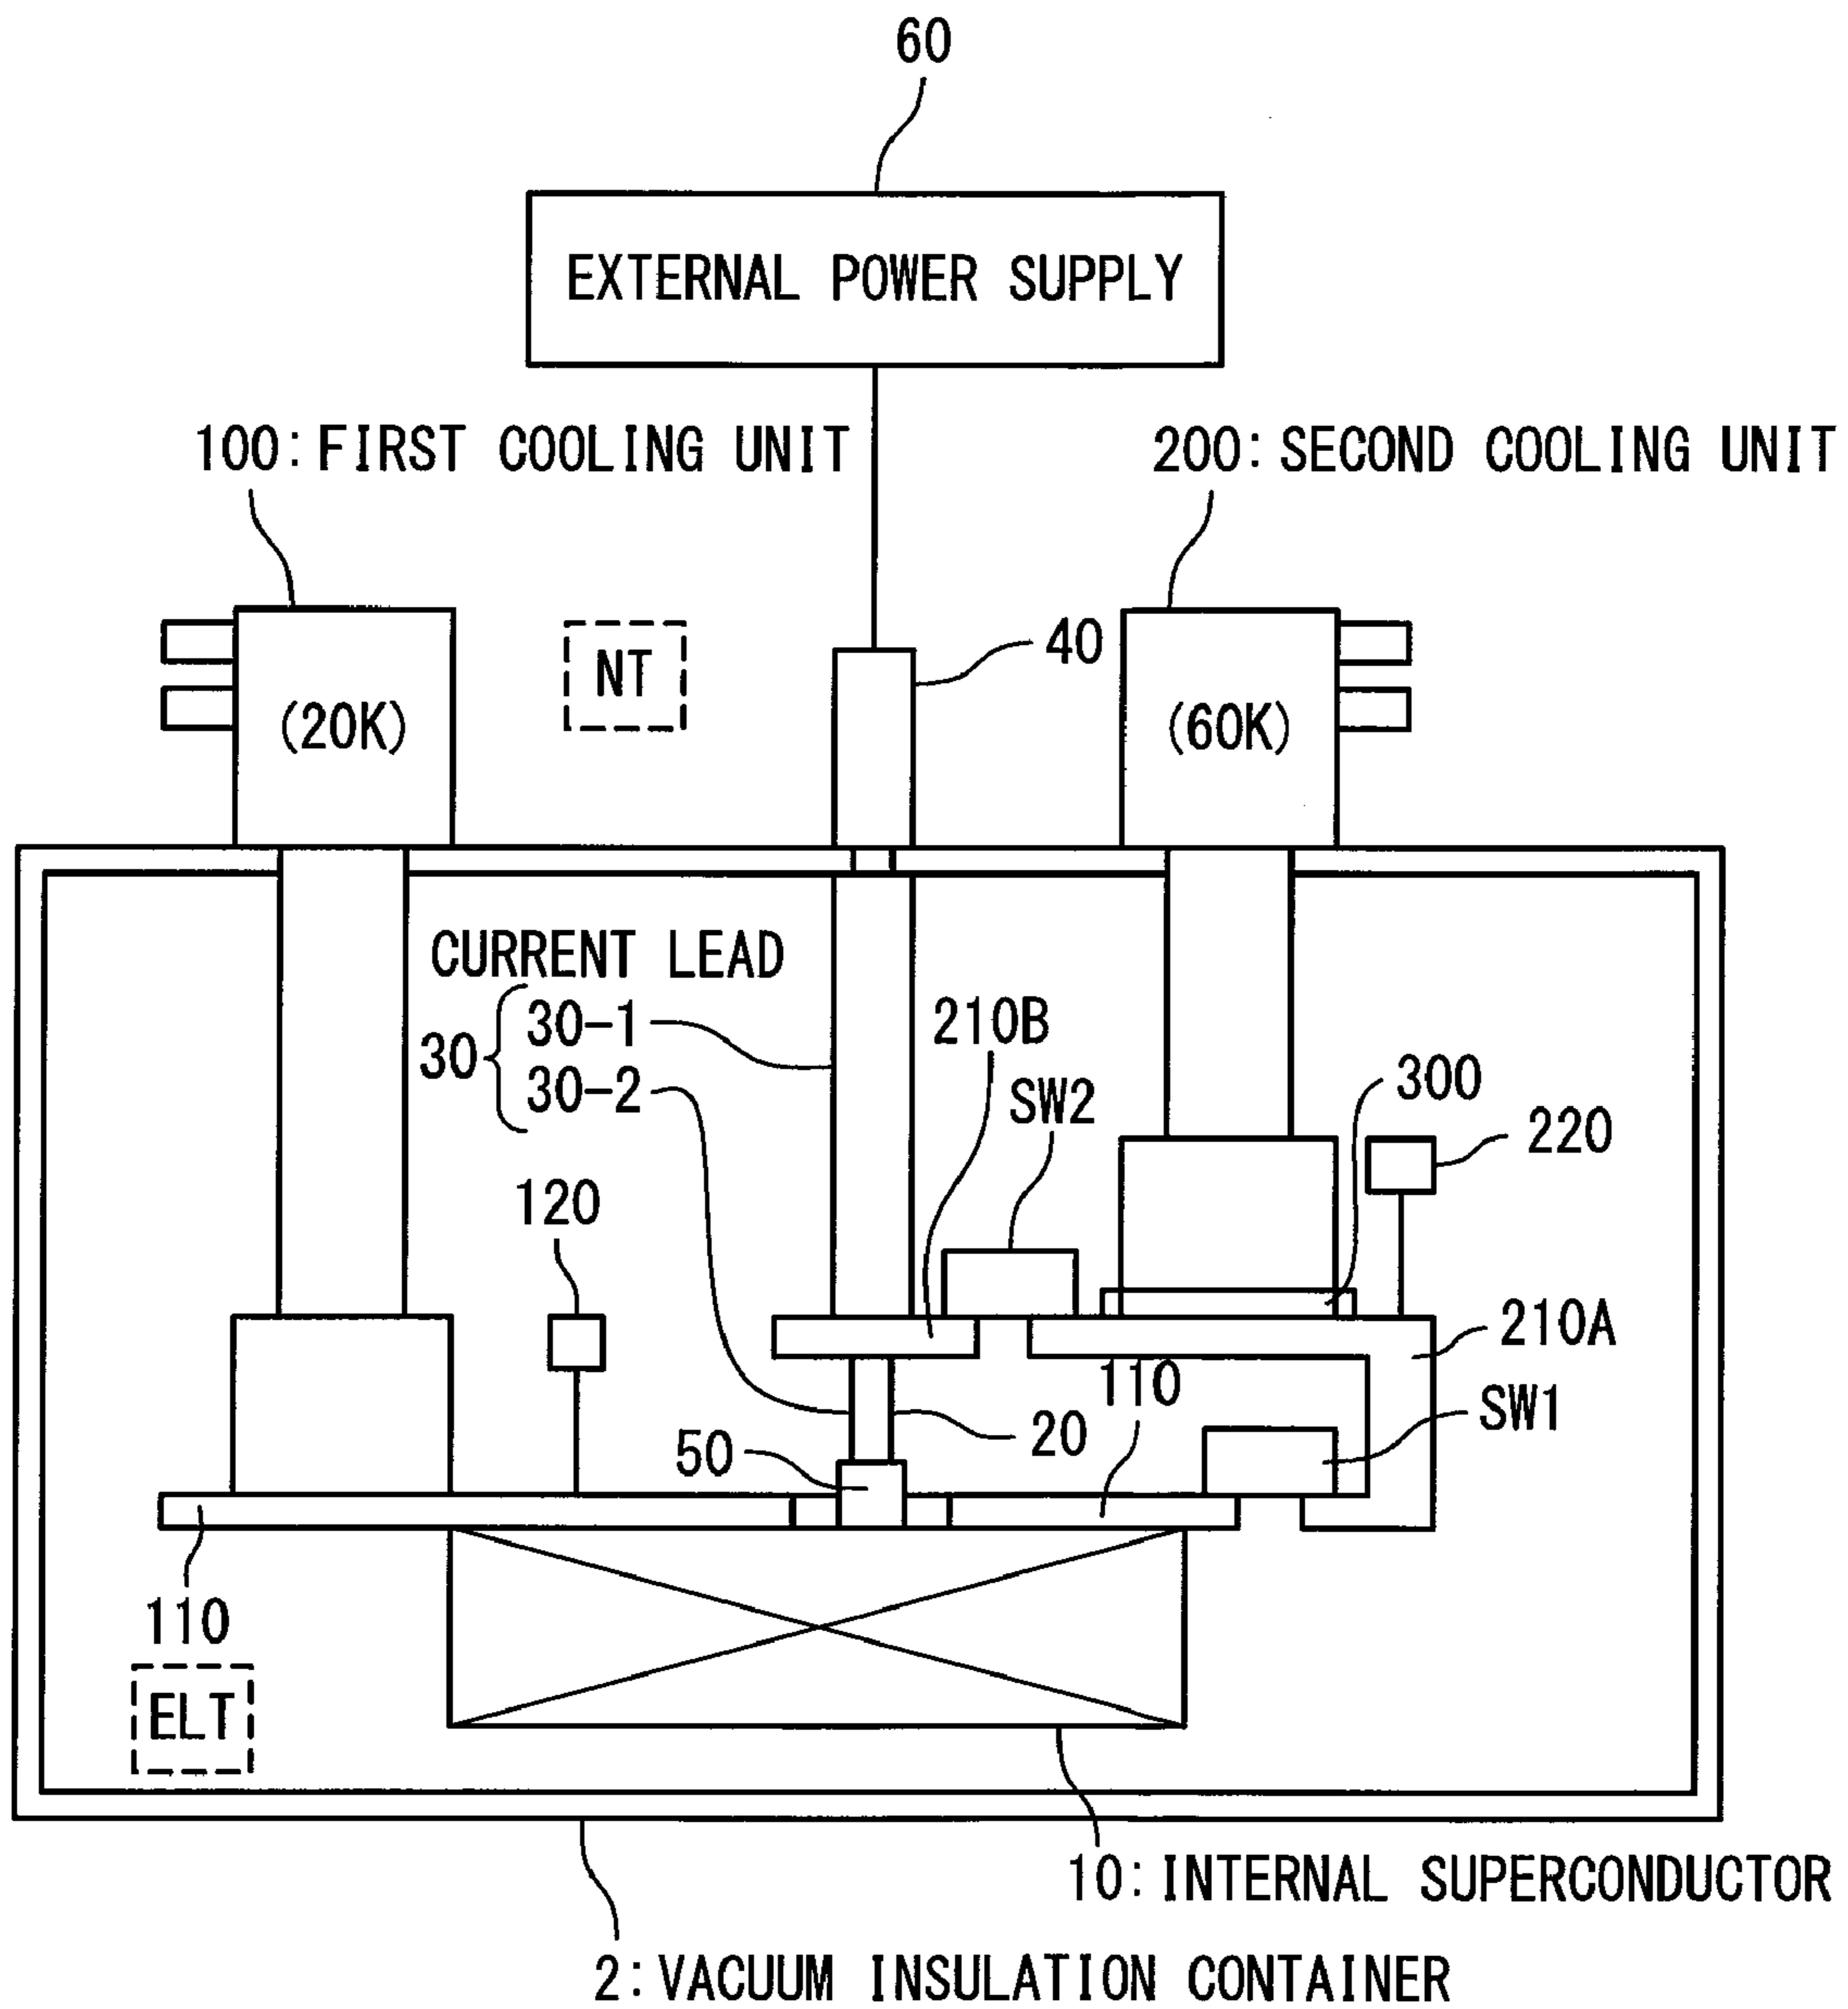 60
EXTERNAL POWER SUPPLY
100:FIRST COOLING UNIT
200:SECOND COOLING UNIT
40
NT
(20K)
(60K)
CURRENT LEAD
30
30-1
30-2
210B
SW2
300
220
120
210A
110
SW1
20
50
110
ELT
10:INTERNAL SUPERCONDUCTOR
2:VACUUM INSULATION CONTAINER